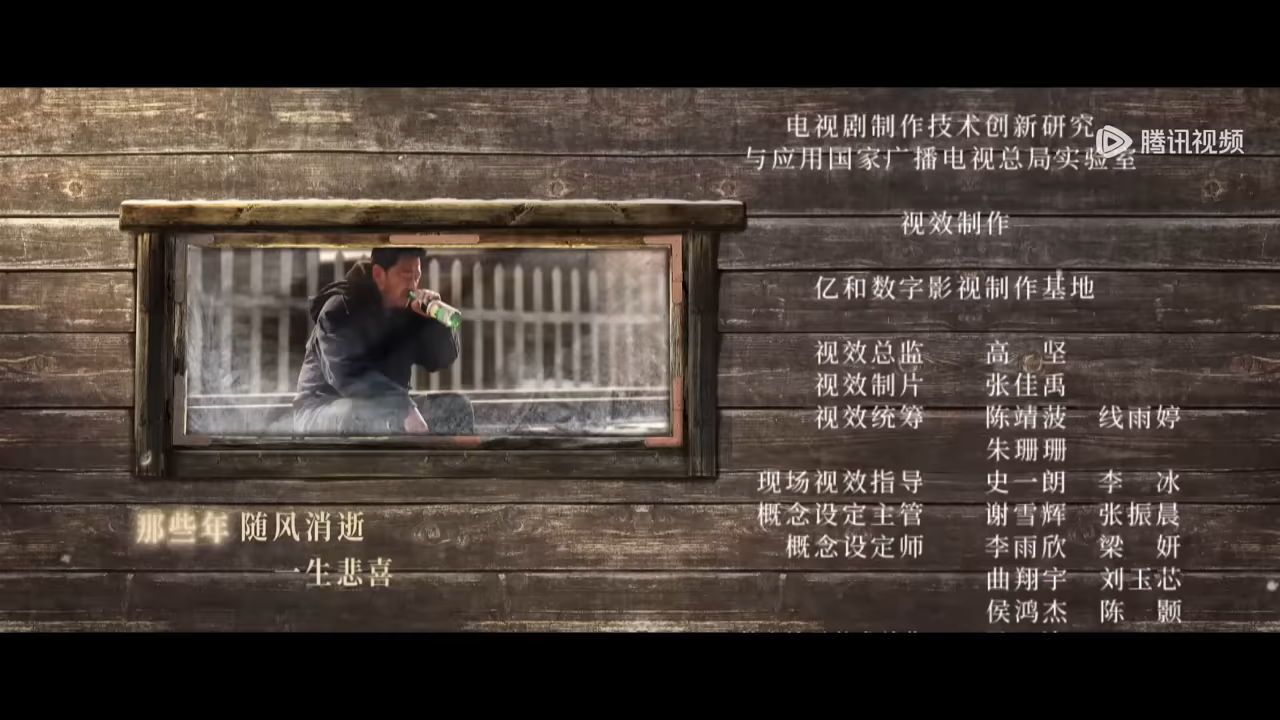 电视剧制作技术创新研究
与应用国家广播电视总局实验室
腾讯视频
视效制作
亿和数字影视制作基地
视效总监 高 坚
视效制片 张佳禹
视效统筹 陈靖菠 线雨婷
朱珊珊
现场视效指导 史一朗 李 冰
概念设定主管 谢雪辉 张振晨
概念设定师 李雨欣 梁 妍
曲翔宇 刘玉芯
侯鸿杰 陈 颢
那些年 随风消逝
一生悲喜